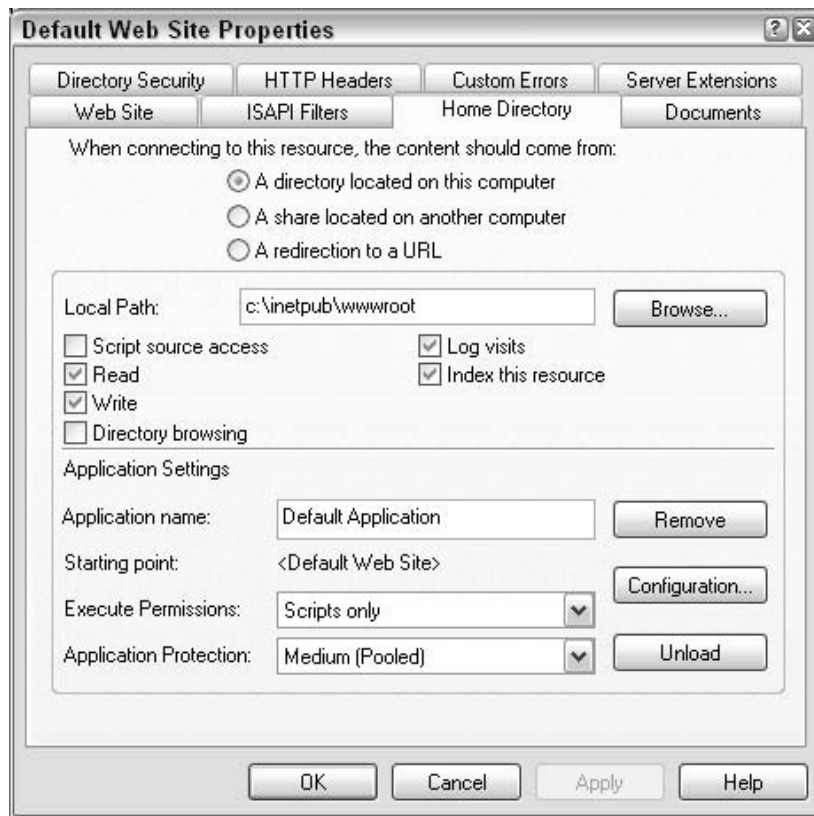 Default Web Site Properties
Directory Security HTTP Headers Custom Errors Server Extensions
Web Site ISAPI Filters Home Directory Documents
When connecting to this resource, the content should come from:
A directory located on this computer
A share located on another computer
A redirection to a URL
Local Path: c:\inetpub\wwwroot Browse...
Script source access Log visits
Read Index this resource
Write
Directory browsing
Application Settings
Application name: Default Application Remove
Starting point: <Default Web Site>
Configuration...
Execute Permissions: Scripts only
Application Protection: Medium (Pooled) Unload
OK Cancel Apply Help